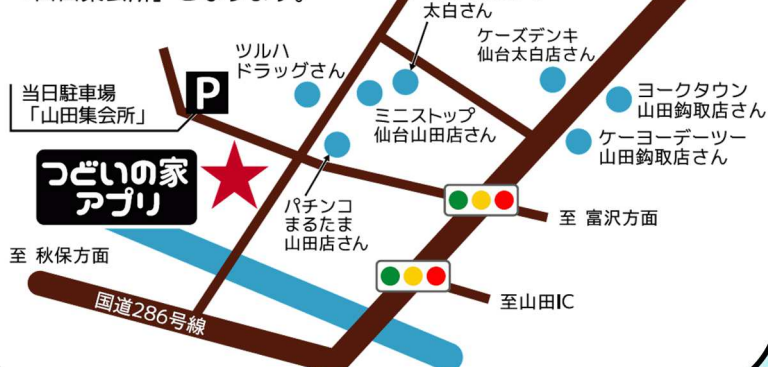 太白さん
ツルハ
ドラッグさん
ケーズデンキ
仙台太白店さん
当日駐車場
「山田集会所」
P
ミニストップ
仙台山田店さん
ヨークタウン
山田鈎取店さん
ケーヨーデーツー
山田鈎取店さん
つどいの家
アプリ
パチンコ
まるたま
山田店さん
至 富沢方面
至 秋保方面
国道286号線
至山田IC